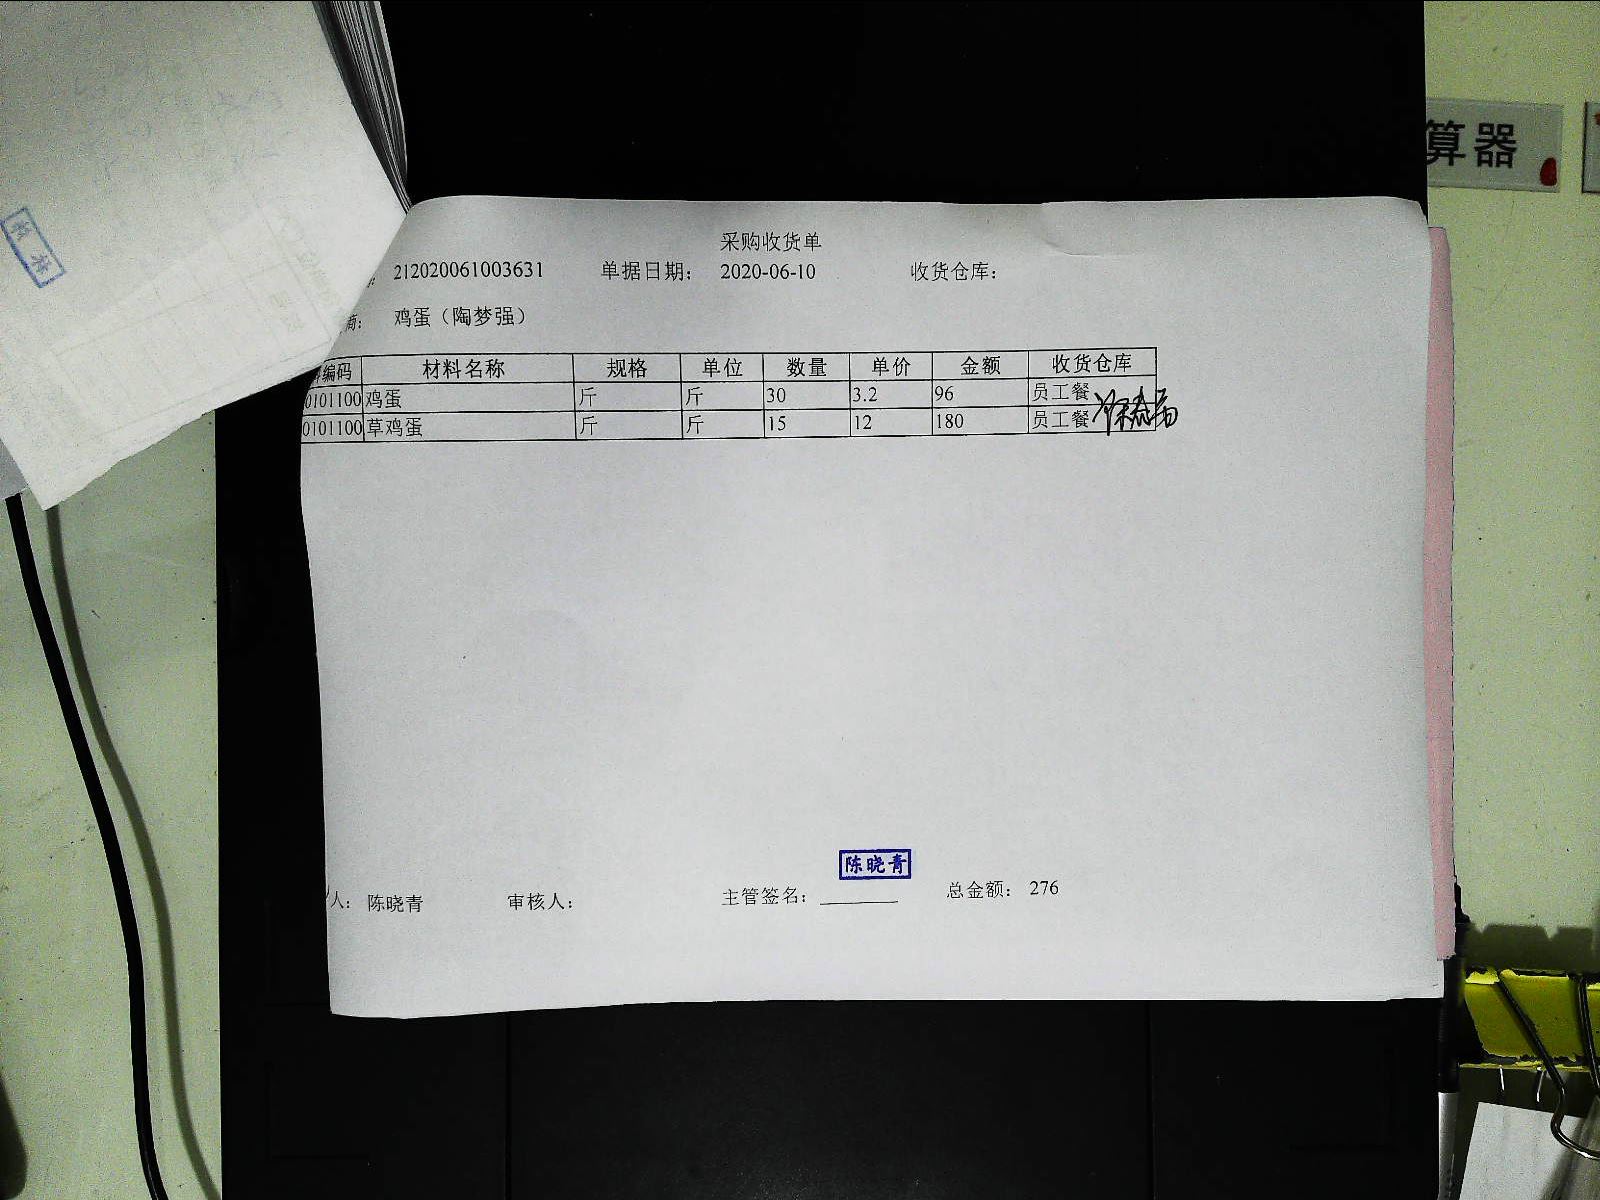 算器
采购收货单
212020061003631 单据日期： 2020-06-10 收货仓库：
商： 鸡蛋（陶梦强）
编码 材料名称 规格 单位 数量 单价 金额 收货仓库
0101100 鸡蛋 斤 斤 30 3.2 96 员工餐
0101100 草鸡蛋 斤 斤 15 12 180 员工餐
陈晓青
人： 陈晓青 审核人： 主管签名： 总金额： 276